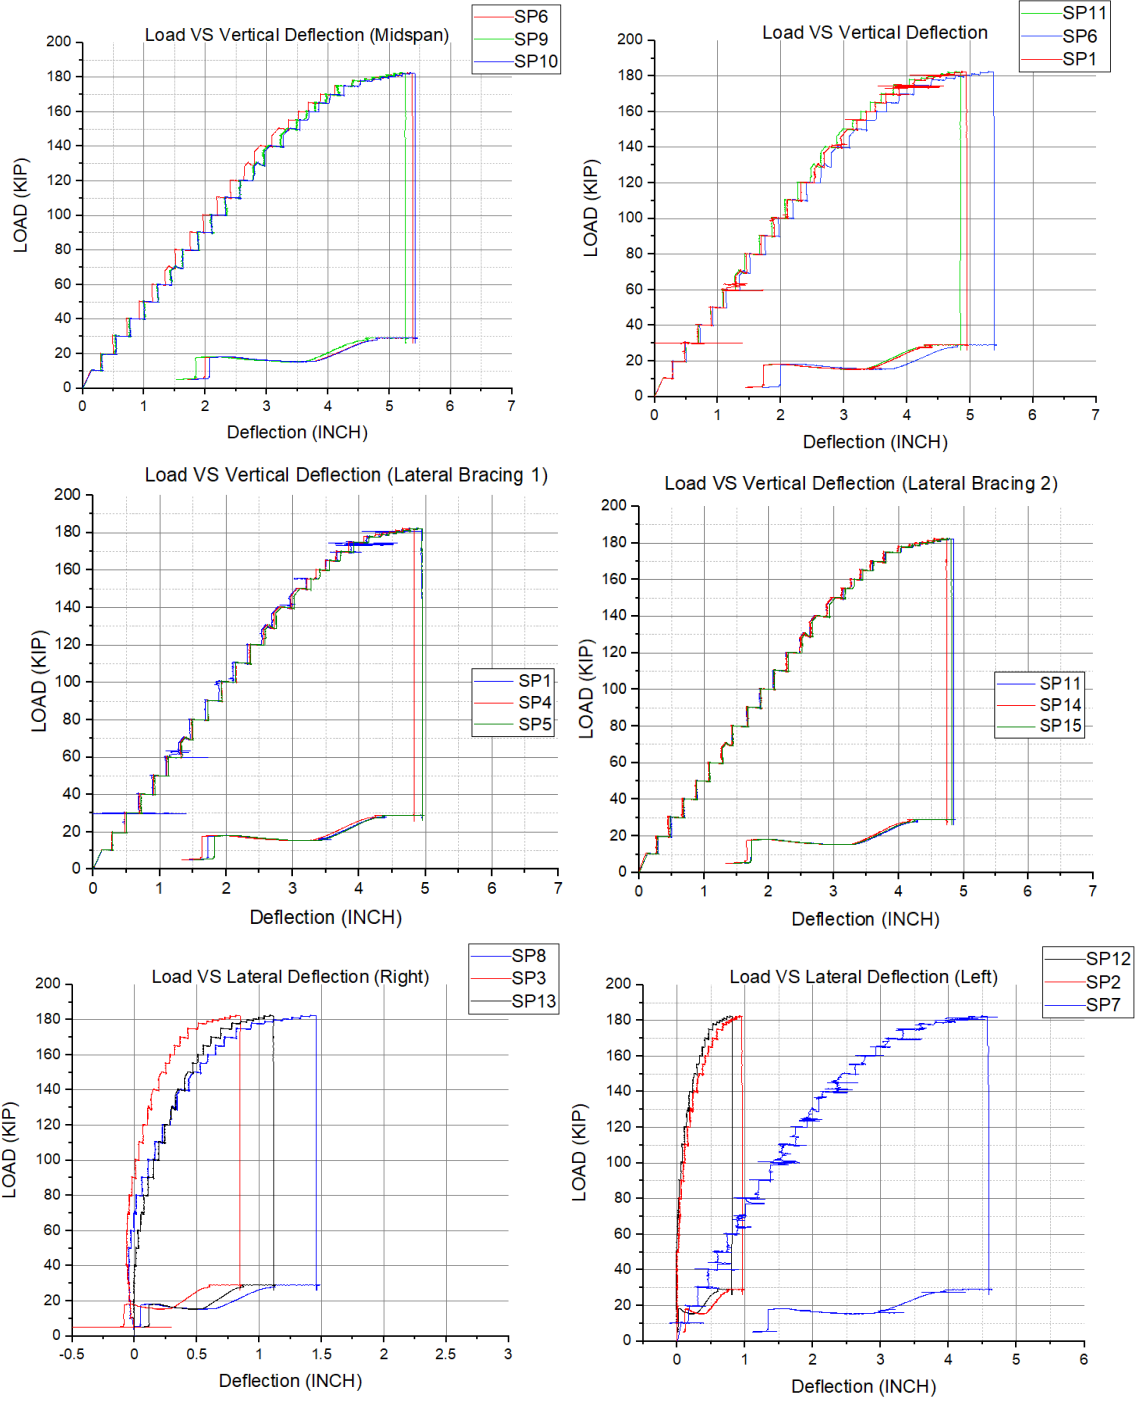 Load VS Vertical Deflection (Midspan)
SP6
SP9
SP10
LOAD (KIP)
200
180
160
140
120
100
80
60
40
20
0
0 1 2 3 4 5 6 7
Deflection (INCH)
Load VS Vertical Deflection
SP11
SP6
SP1
LOAD (KIP)
200
180
160
140
120
100
80
60
40
20
0
0 1 2 3 4 5 6 7
Deflection (INCH)
Load VS Vertical Deflection (Lateral Bracing 1)
LOAD (KIP)
200
180
160
140
120
100
80
60
40
20
0
SP1
SP4
SP5
0 1 2 3 4 5 6 7
Deflection (INCH)
Load VS Vertical Deflection (Lateral Bracing 2)
LOAD (KIP)
200
180
160
140
120
100
80
60
40
20
0
SP11
SP14
SP15
0 1 2 3 4 5 6 7
Deflection (INCH)
Load VS Lateral Deflection (Right)
SP8
SP3
SP13
LOAD (KIP)
200
180
160
140
120
100
80
60
40
20
0
-0.5 0 0.5 1 1.5 2 2.5 3
Deflection (INCH)
Load VS Lateral Deflection (Left)
SP12
SP2
SP7
LOAD (KIP)
200
180
160
140
120
100
80
60
40
20
0
0 1 2 3 4 5 6
Deflection (INCH)